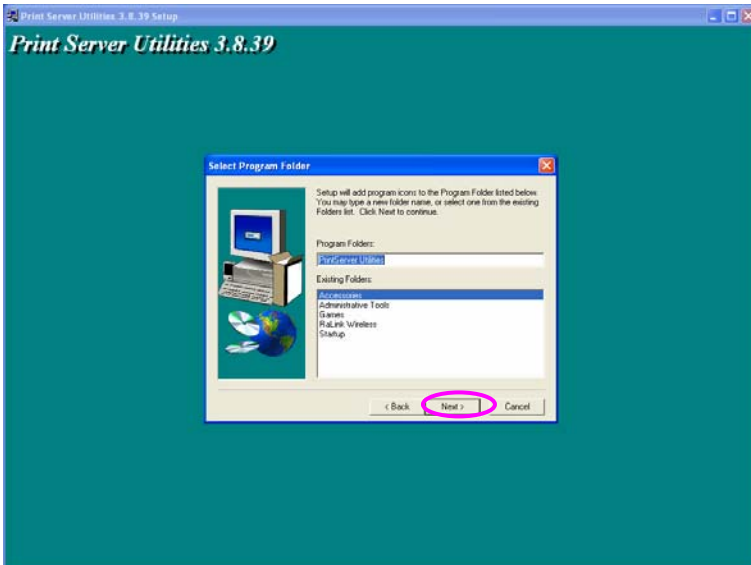 Print Server Utilities 3.8.39 Setup
Print Server Utilities 3.8.39
Select Program Folder
Setup will add program icons to the Program Folder listed below.
You may type a new folder name, or select one from the existing
Folders list. Click Next to continue.
Program Folders:
PrintServer Utilities
Existing Folders:
Accessories
Administrative Tools
Games
RaLink Wireless
Startup
< Back Next > Cancel